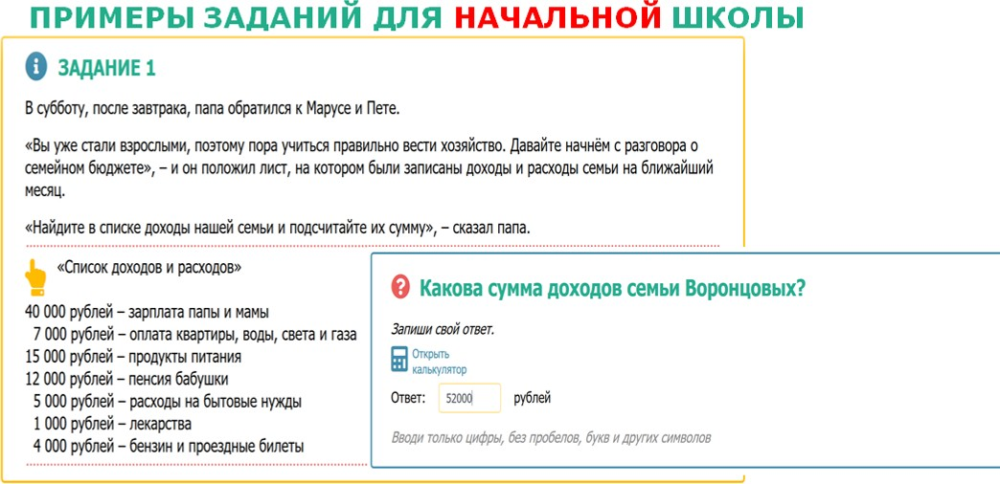 ПРИМЕРЫ ЗАДАНИЙ ДЛЯ НАЧАЛЬНОЙ ШКОЛЫ
ЗАДАНИЕ 1
В субботу, после завтрака, папа обратился к Марусе и Пете.
«Вы уже стали взрослыми, поэтому пора учиться правильно вести хозяйство. Давайте начнём с разговора о
семейном бюджете», – и он положил лист, на котором были записаны доходы и расходы семьи на ближайший
месяц.
«Найдите в списке доходы нашей семьи и подсчитайте их сумму», – сказал папа.
«Список доходов и расходов»
40 000 рублей – зарплата папы и мамы
7 000 рублей – оплата квартиры, воды, света и газа
15 000 рублей – продукты питания
12 000 рублей – пенсия бабушки
5 000 рублей – расходы на бытовые нужды
1 000 рублей – лекарства
4 000 рублей – бензин и проездные билеты
Какова сумма доходов семьи Воронцовых?
Запиши свой ответ.
Открыть
калькулятор
Ответ: 52000 рублей
Вводи только цифры, без пробелов, букв и других символов